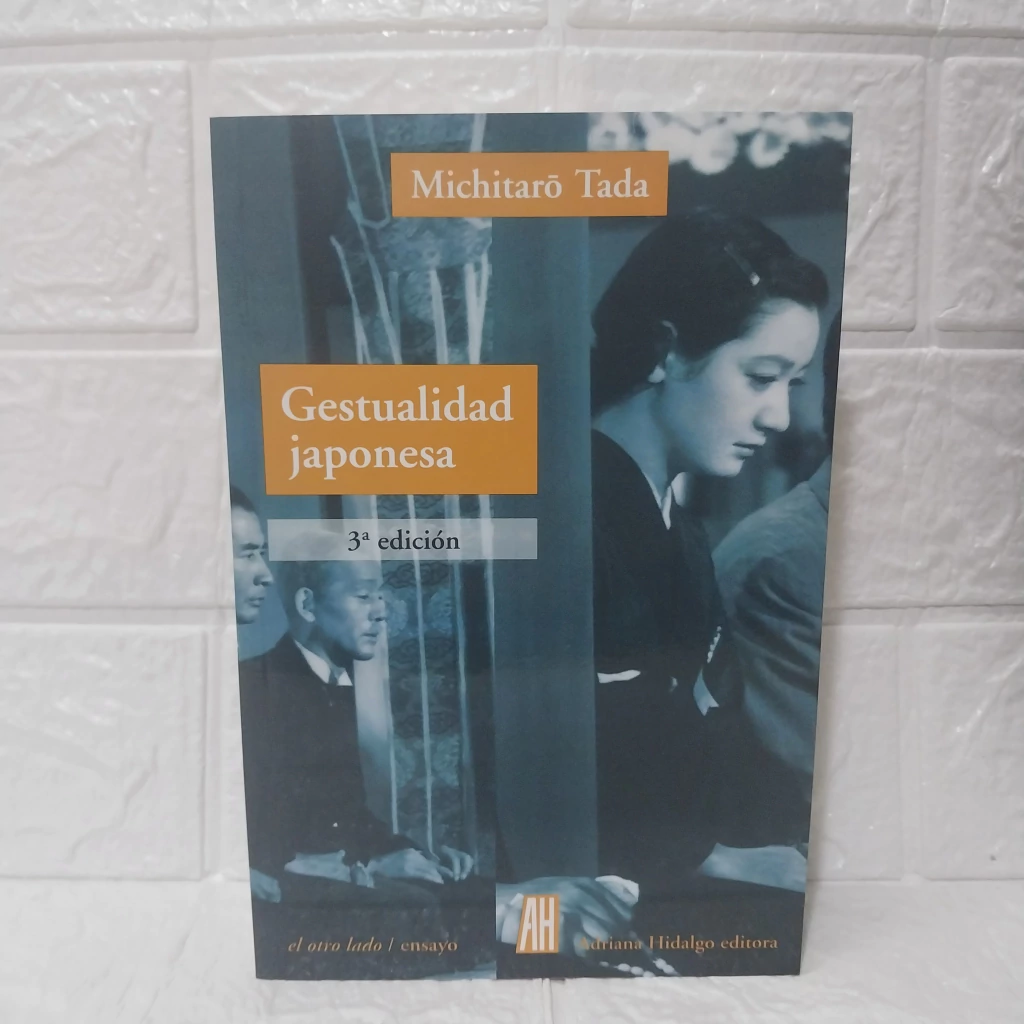 Michitarō Tada
Gestualidad
japonesa
3ª edición
el otro lado / ensayo
AH
Adriana Hidalgo editora